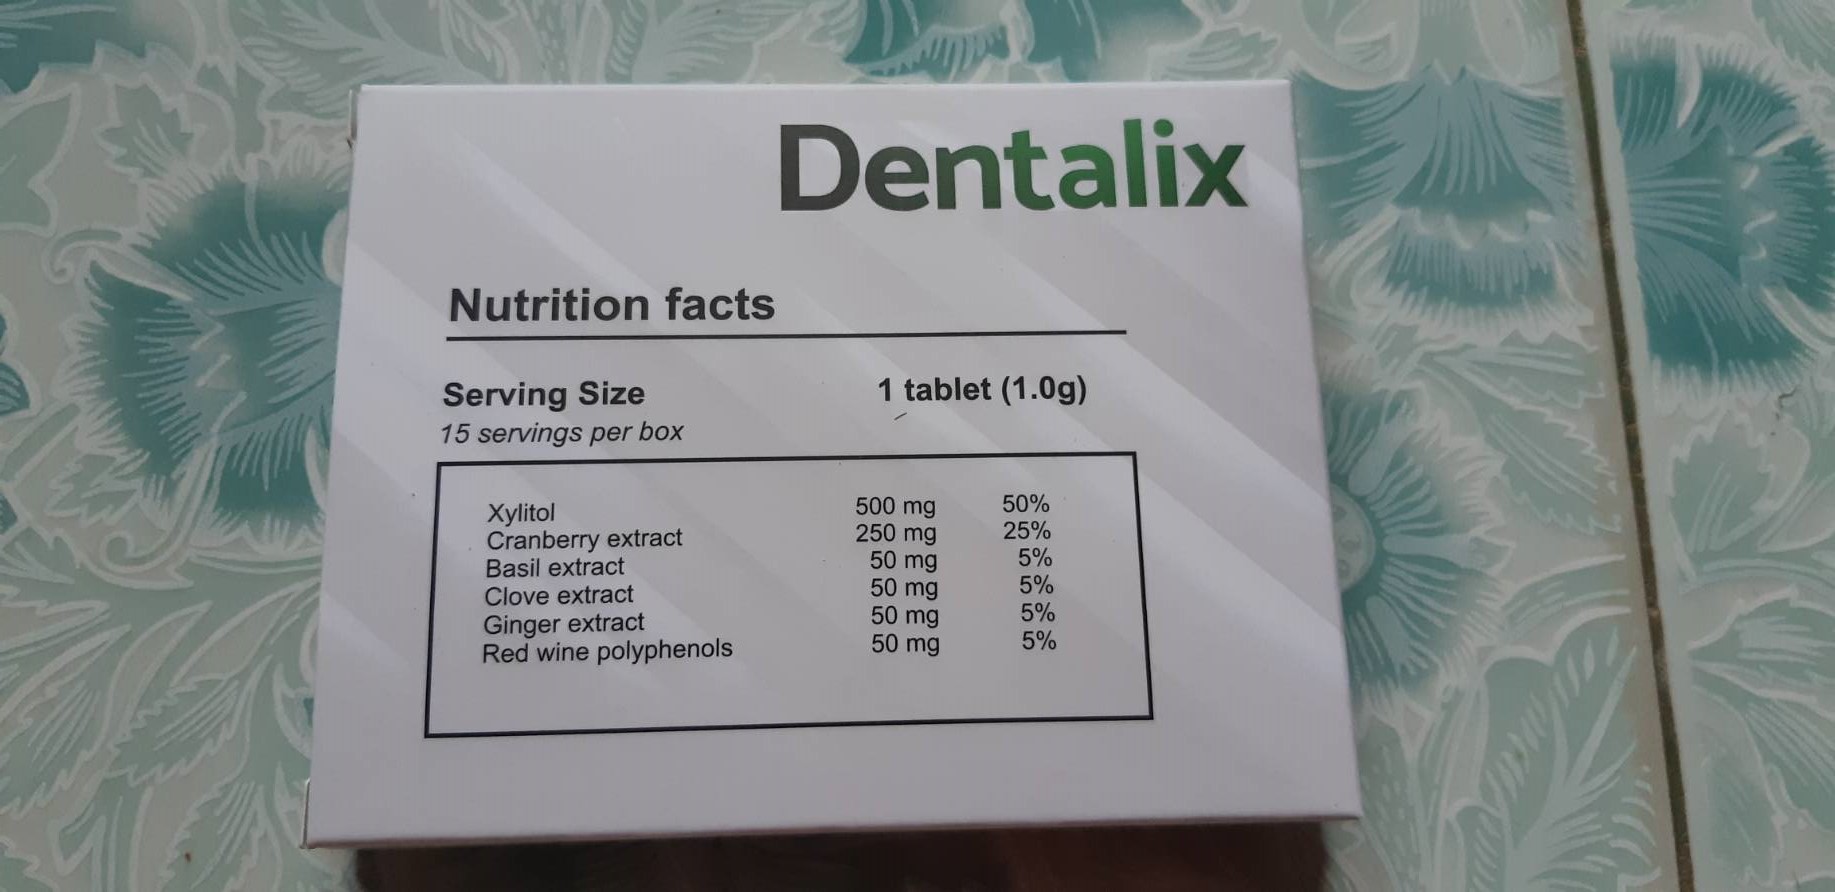 Dentalix
Nutrition facts
Serving Size 1 tablet (1.0g)
15 servings per box
Xylitol 500 mg 50%
Cranberry extract 250 mg 25%
Basil extract 50 mg 5%
Clove extract 50 mg 5%
Ginger extract 50 mg 5%
Red wine polyphenols 50 mg 5%